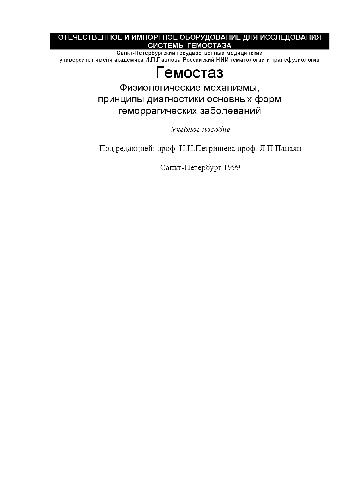 ОТЕЧЕСТВЕННОЕ И ИМПОРТНОЕ ОБОРУДОВАНИЕ ДЛЯ ИССЛЕДОВАНИЯ
СИСТЕМЫ ГЕМОСТАЗА
Санкт-Петербургский государственный медицинский
университет имени академика И.П.Павлова Российский НИИ гематологии и трансфузиологии
Гемостаз
Физиологические механизмы,
принципы диагностики основных форм
геморрагических заболеваний
Учебное пособие
Под редакцией: проф. Н.Н.Петрищева, проф. Л.П.Папаян
Санкт-Петербург 1999